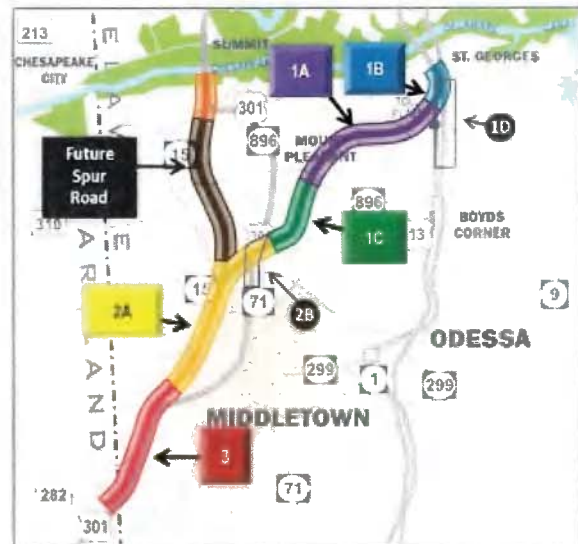 213
SUMMIT
CHESAPEAKE
CITY
1A
1B
ST. GEORGES
301
896
15
MOUNT
PLEASANT
1D
Future
Spur
Road
896
13
BOYDS
CORNER
1C
15
71
2B
9
2A
ODESSA
299
1
299
MIDDLETOWN
3
71
282
301